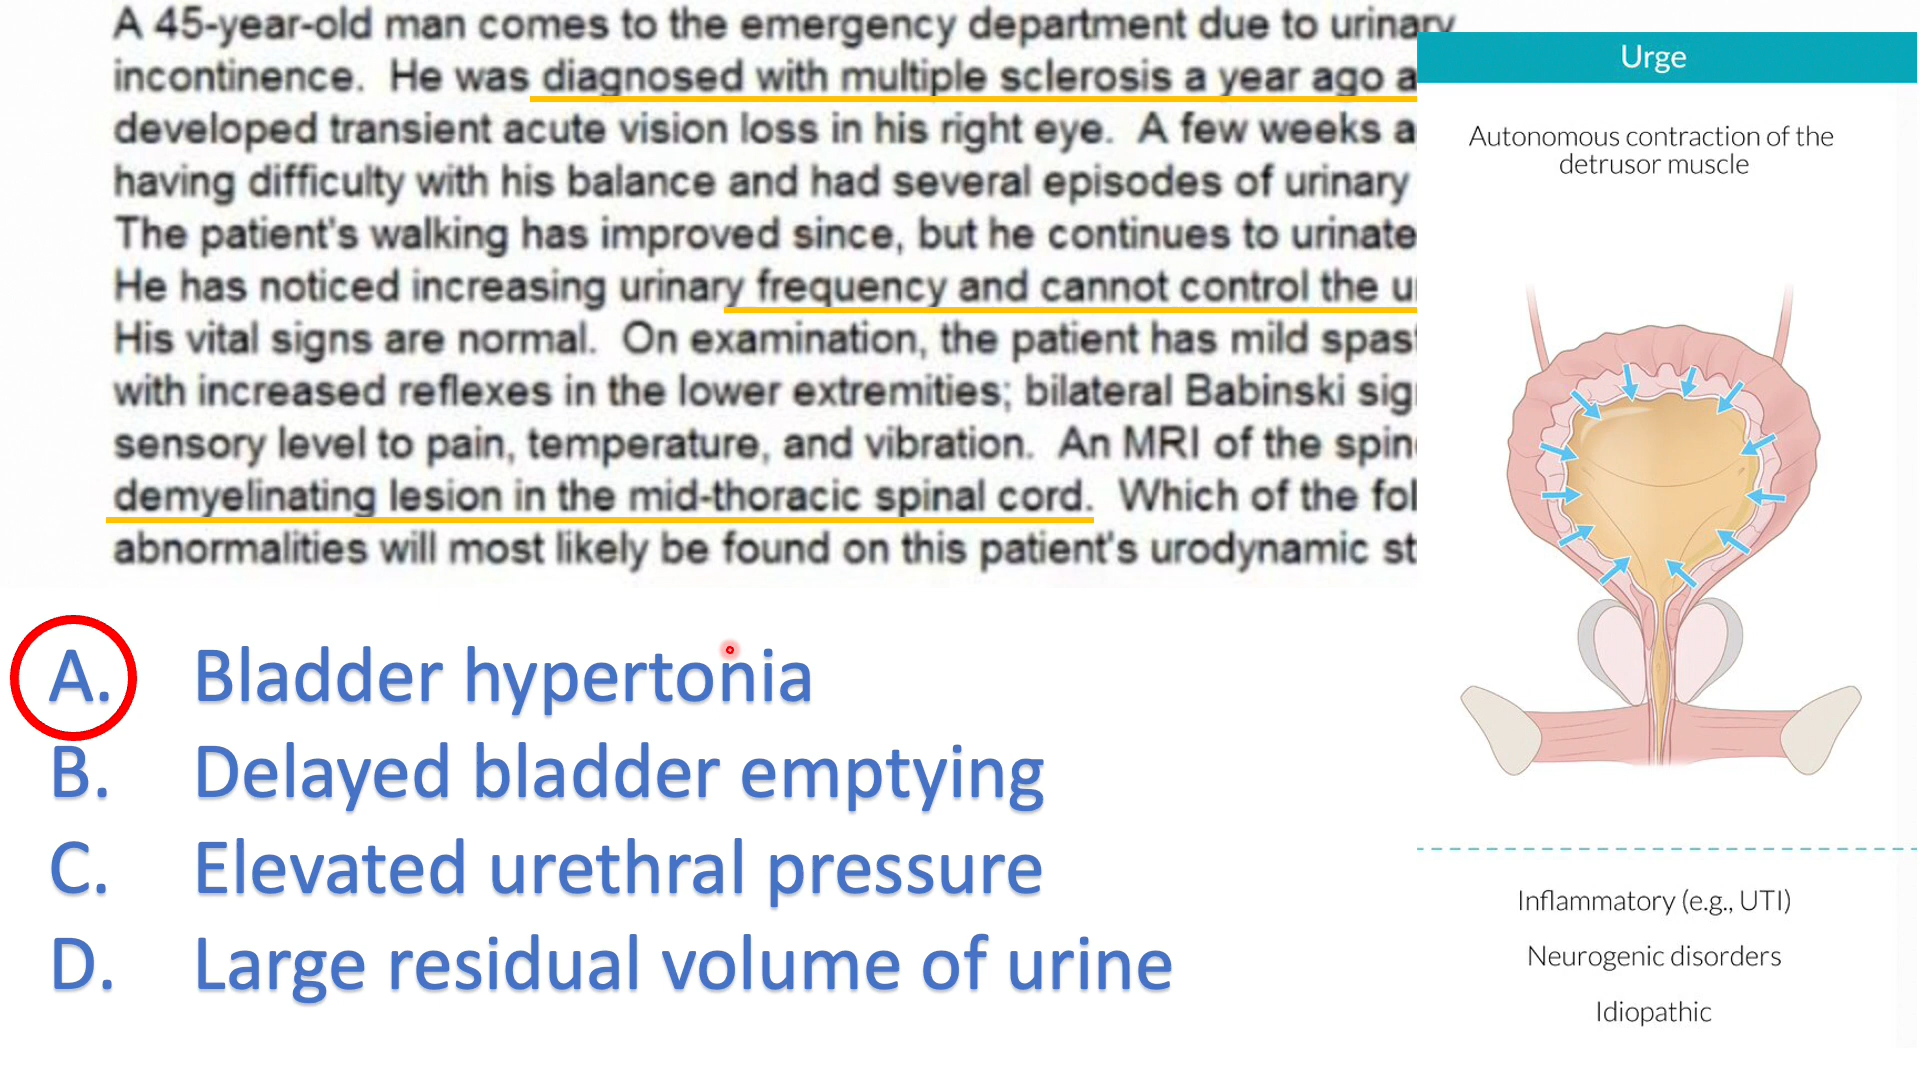 A 45-year-old man comes to the emergency department due to urinary
incontinence. He was diagnosed with multiple sclerosis a year ago a
developed transient acute vision loss in his right eye. A few weeks a
having difficulty with his balance and had several episodes of urinary
The patient's walking has improved since, but he continues to urinate
He has noticed increasing urinary frequency and cannot control the u
His vital signs are normal. On examination, the patient has mild spas
with increased reflexes in the lower extremities; bilateral Babinski sig
sensory level to pain, temperature, and vibration. An MRI of the spin
demyelinating lesion in the mid-thoracic spinal cord. Which of the fol
abnormalities will most likely be found on this patient's urodynamic st
A. Bladder hypertonia
B. Delayed bladder emptying
C. Elevated urethral pressure
D. Large residual volume of urine
Urge
Autonomous contraction of the
detrusor muscle
Inflammatory (e.g., UTI)
Neurogenic disorders
Idiopathic